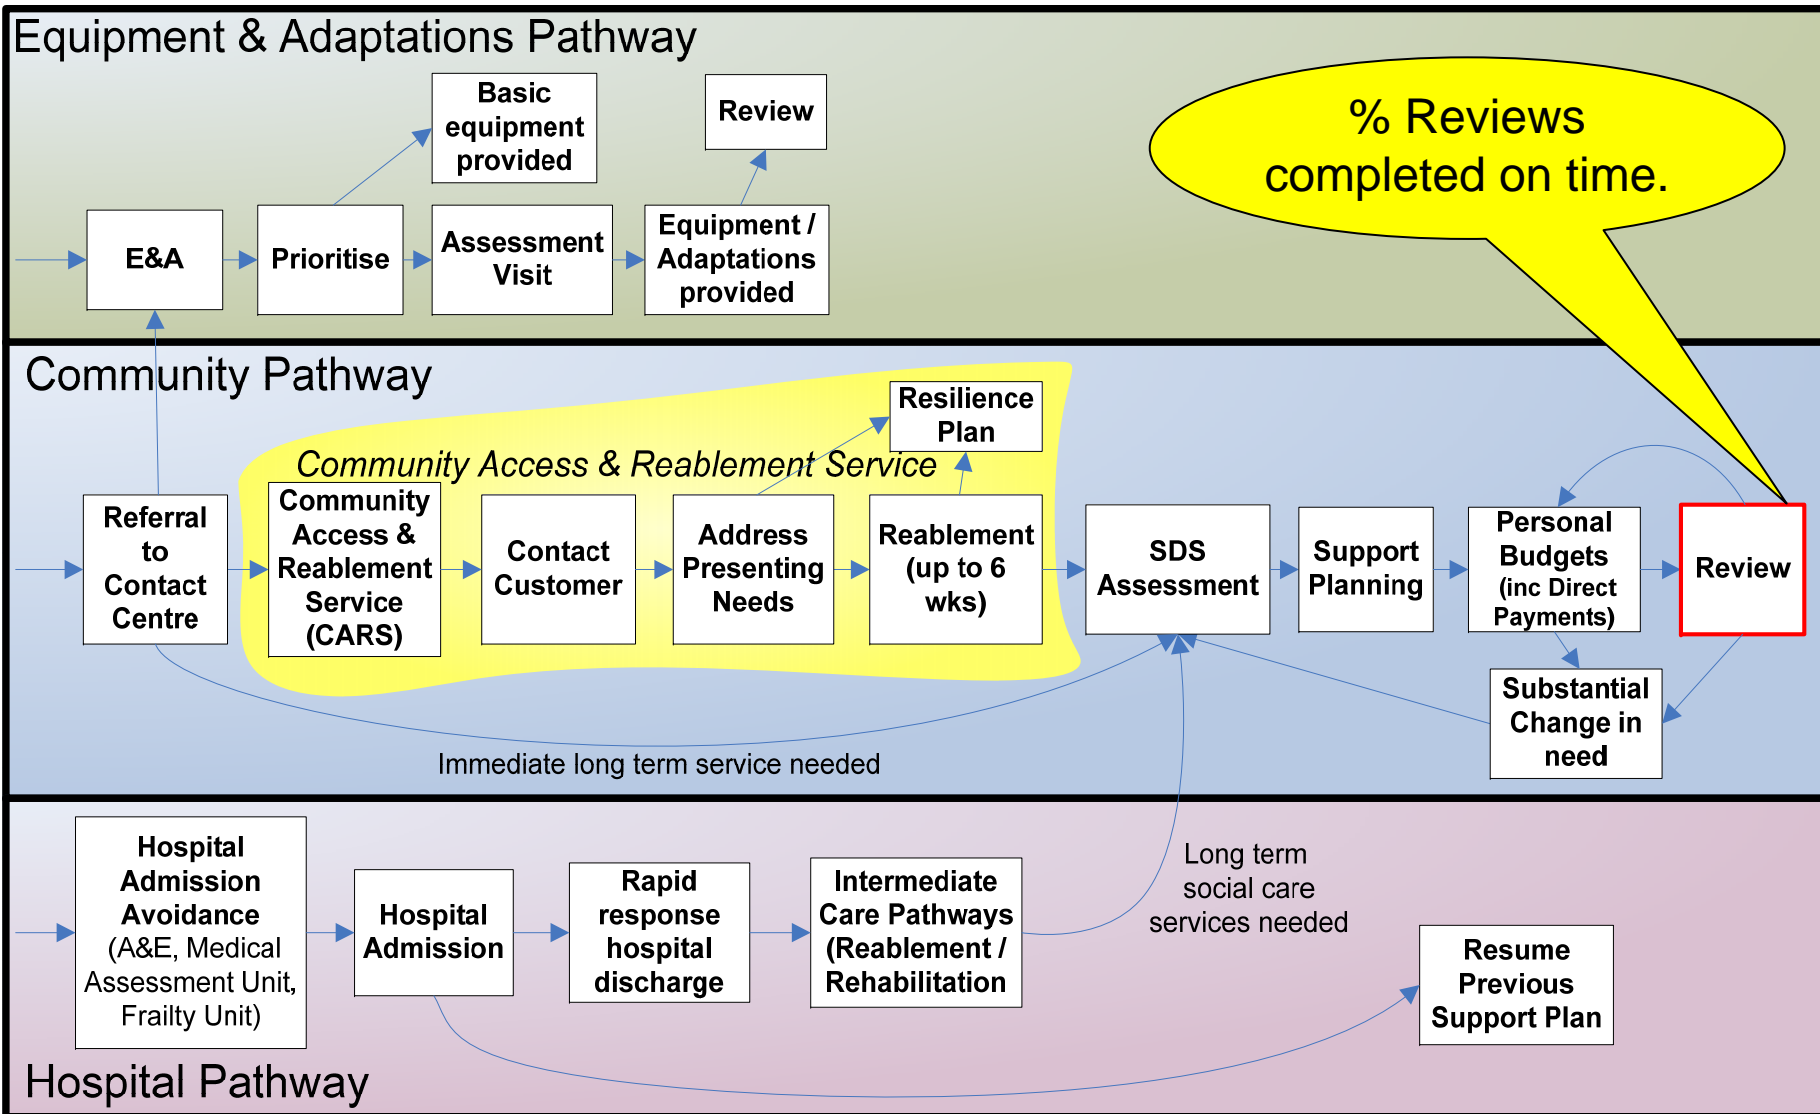 Equipment & Adaptations Pathway
Basic
equipment
provided
Review
% Reviews
completed on time.
E&A
Prioritise
Assessment
Visit
Equipment /
Adaptations
provided
Community Pathway
Resilience
Plan
Community Access & Reablement Service
Referral
to
Contact
Centre
Community
Access &
Reablement
Service
(CARS)
Contact
Customer
Address
Presenting
Needs
Reablement
(up to 6
wks)
SDS
Assessment
Support
Planning
Personal
Budgets
(inc Direct
Payments)
Review
Substantial
Change in
need
Immediate long term service needed
Hospital
Admission
Avoidance
(A&E, Medical
Assessment Unit,
Frailty Unit)
Hospital
Admission
Rapid
response
hospital
discharge
Intermediate
Care Pathways
(Reablement /
Rehabilitation
Long term
social care
services needed
Resume
Previous
Support Plan
Hospital Pathway